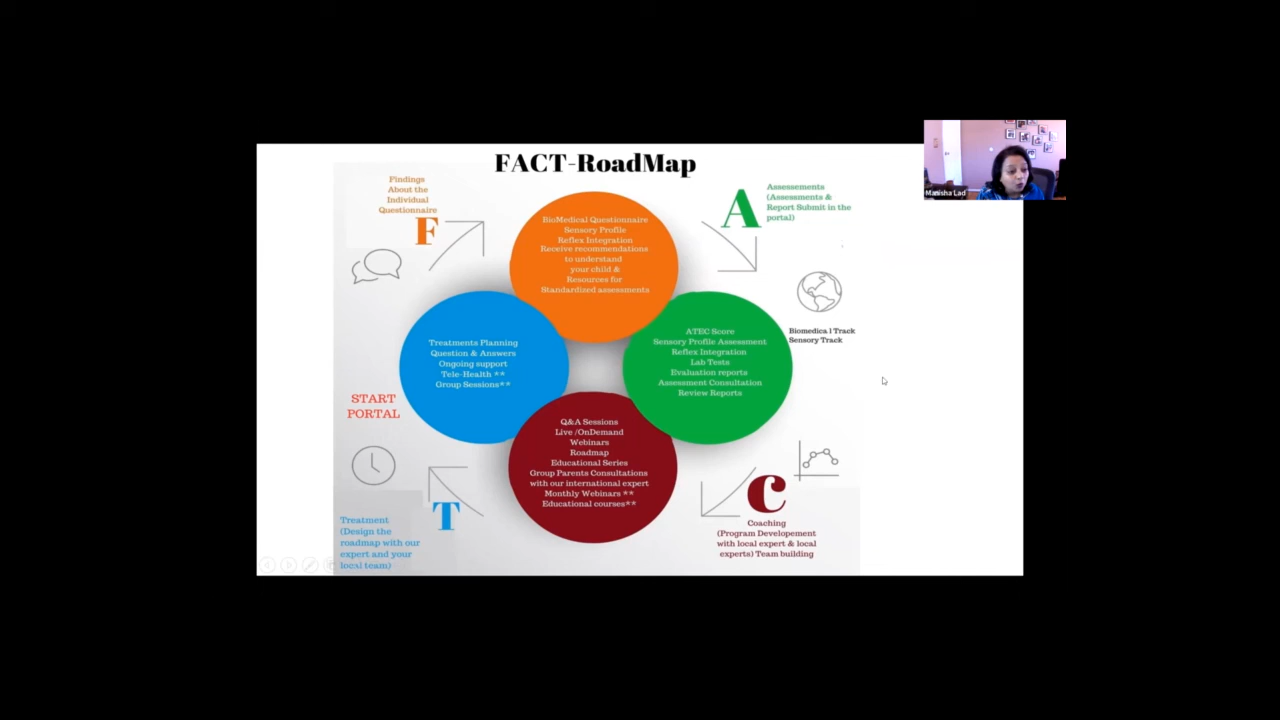 FACT-RoadMap
Findings
About the
Individual
Questionnaire
F
A
Assessements
(Assessments &
Report Submit in the
portal)
BioMedical Questionnaire
Sensory Profile
Reflex Integration
Receive recommendations
to understand
your child &
Resources for
Standardized assessments
Treatments Planning
Question & Answers
Ongoing support
Tele-Health **
Group Sessions**
ATEC Score
Sensory Profile Assessment
Reflex Integration
Lab Tests
Evaluation reports
Assessment Consultation
Review Reports
Biomedica l Track
Sensory Track
START
PORTAL
Q&A Sessions
Live /OnDemand
Webinars
Roadmap
Educational Series
Group Parents Consultations
with our international expert
Monthly Webinars **
Educational courses**
T
Treatment
(Design the
roadmap with our
expert and your
local team)
C
Coaching
(Program Developement
with local expert & local
experts) Team building
Manisha Lad